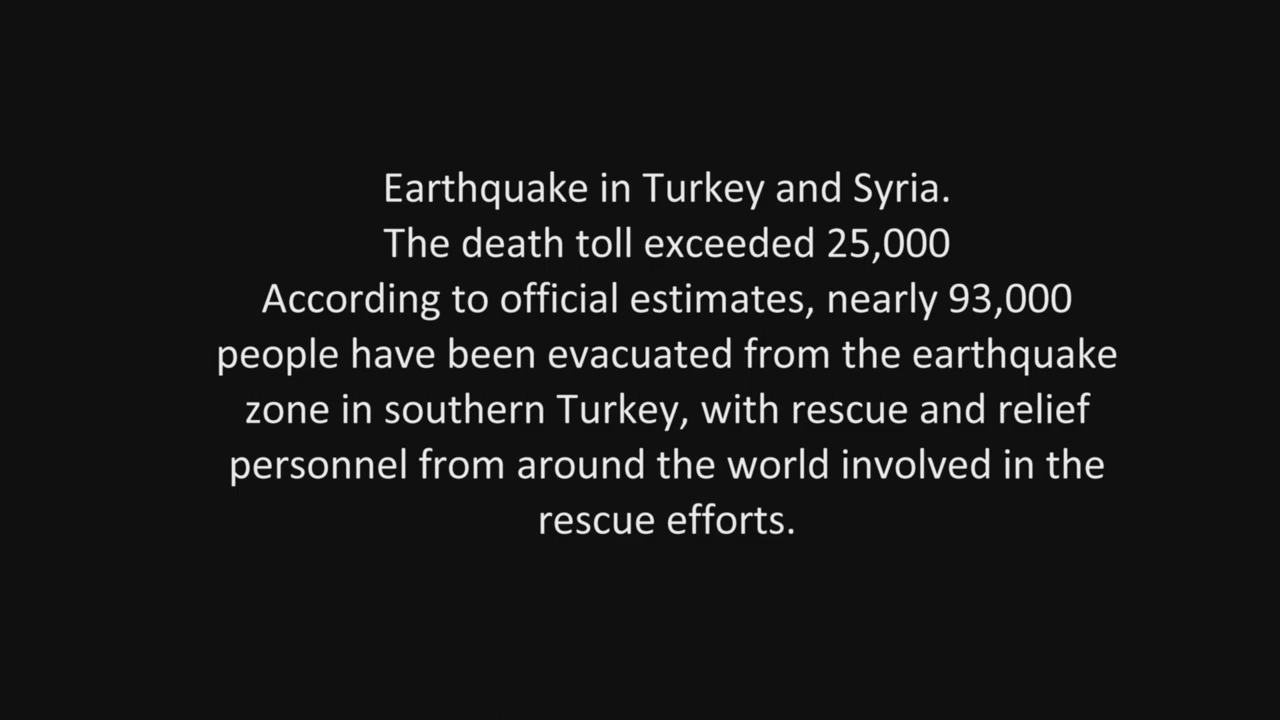 Earthquake in Turkey and Syria.
The death toll exceeded 25,000
According to official estimates, nearly 93,000
people have been evacuated from the earthquake
zone in southern Turkey, with rescue and relief
personnel from around the world involved in the
rescue efforts.